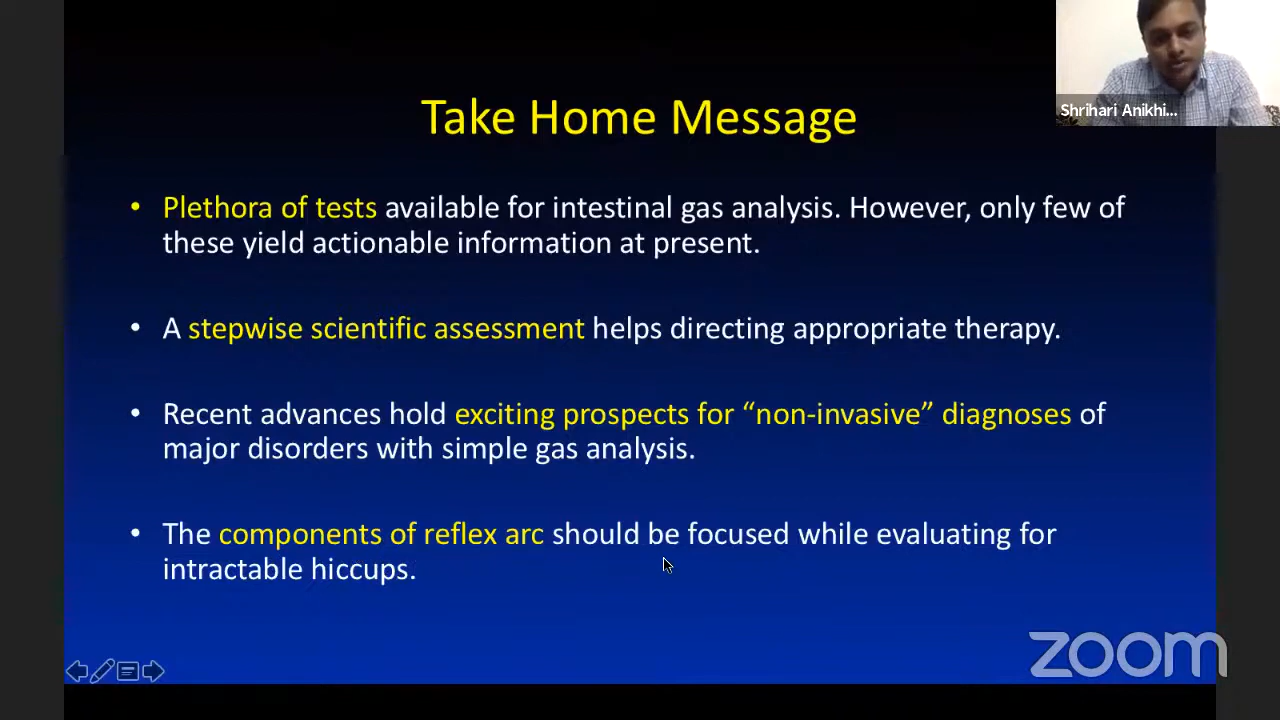 Take Home Message
Shrihari Anikhi...
• Plethora of tests available for intestinal gas analysis. However, only few of
these yield actionable information at present.
• A stepwise scientific assessment helps directing appropriate therapy.
• Recent advances hold exciting prospects for “non-invasive” diagnoses of
major disorders with simple gas analysis.
• The components of reflex arc should be focused while evaluating for
intractable hiccups.
zoom